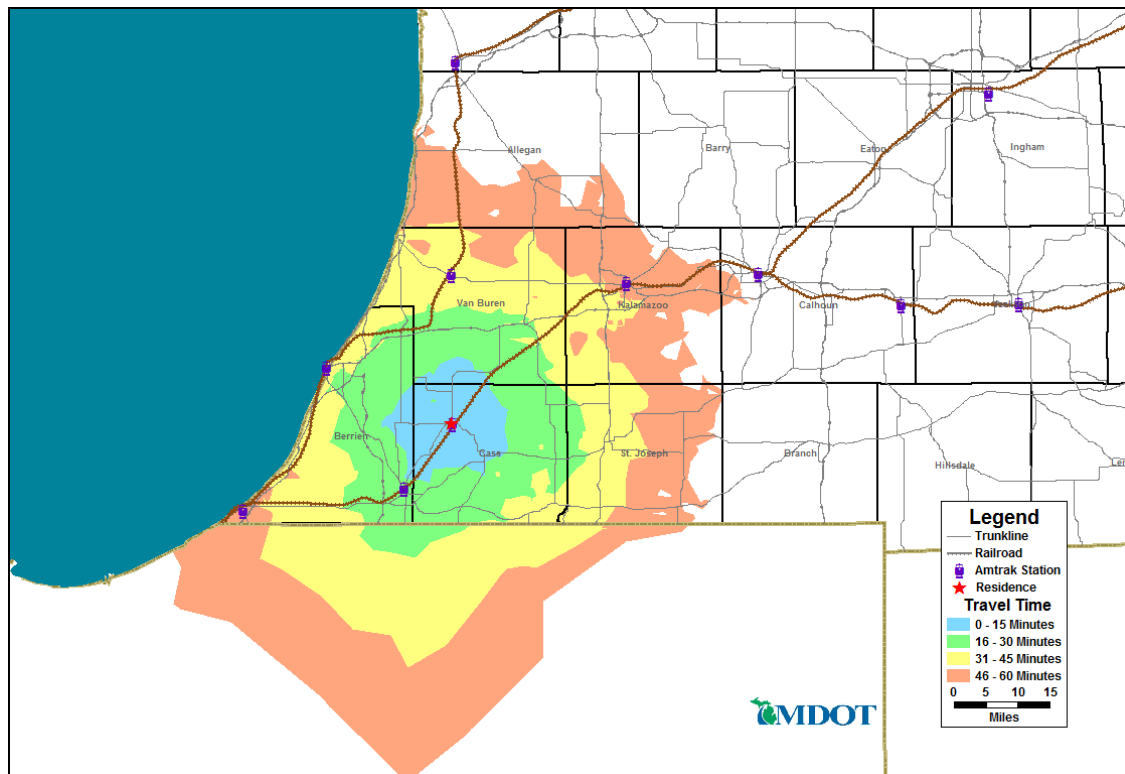 Allegan
Barry
Eaton
Ingham
Van Buren
Kalamazoo
Calhoun
Berrien
Cass
St. Joseph
Branch
Hillsdale
Legend
Trunkline
Railroad
Amtrak Station
Residence
Travel Time
0 - 15 Minutes
16 - 30 Minutes
31 - 45 Minutes
46 - 60 Minutes
0 5 10 15
Miles
MDOT